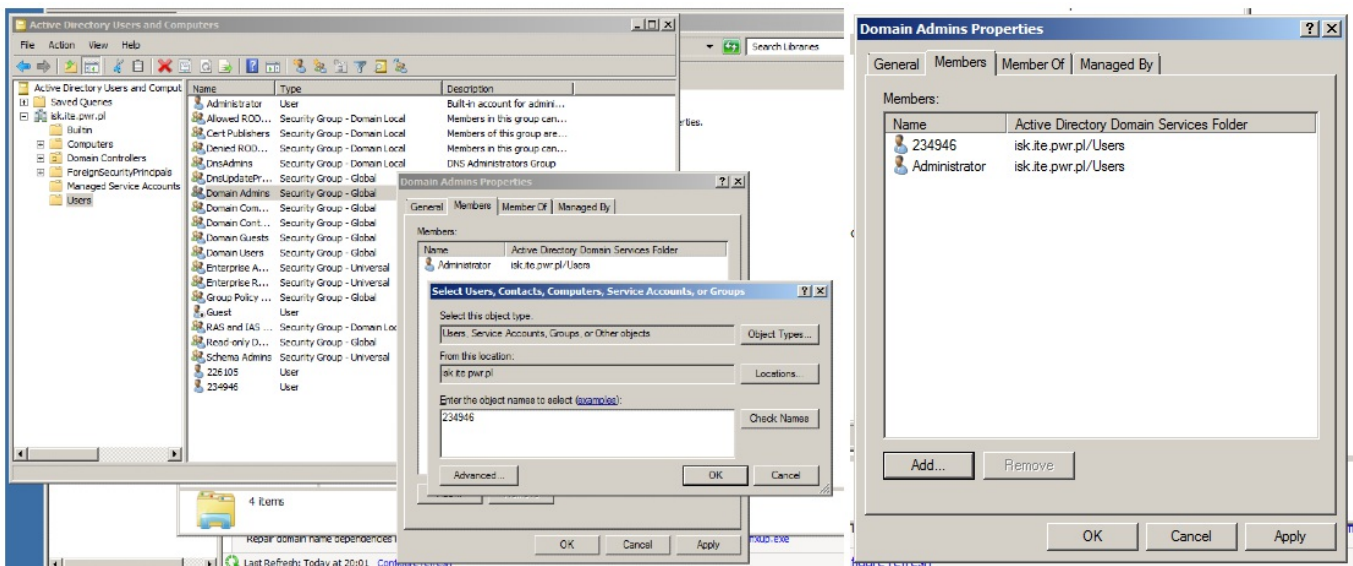 Active Directory Users and Computers
File Action View Help
Search Libraries
Active Directory Users and Comput
Saved Queries
isk.ite.pwr.pl
Builtin
Computers
Domain Controllers
ForeignSecurityPrincipals
Managed Service Accounts
Users
Name Type Description
Administrator User Built-in account for admini...
Allowed ROD... Security Group - Domain Local Members in this group can...
Cert Publishers Security Group - Domain Local Members of this group are...
Denied ROD... Security Group - Domain Local Members in this group can...
DnsAdmins Security Group - Domain Local DNS Administrators Group
DnsUpdatePr... Security Group - Global
Domain Admins Security Group - Global
Domain Com... Security Group - Global
Domain Cont... Security Group - Global
Domain Guests Security Group - Global
Domain Users Security Group - Global
Enterprise A... Security Group - Universal
Enterprise R... Security Group - Universal
Group Policy ... Security Group - Global
Guest User
RAS and IAS ... Security Group - Domain Loc
Read-only D... Security Group - Global
Schema Admins Security Group - Universal
226105 User
234946 User
erties.
Domain Admins Properties
General Members Member Of Managed By
Members:
Name Active Directory Domain Services Folder
Administrator isk.ite.pwr.pl/Users
Select Users, Contacts, Computers, Service Accounts, or Groups
Select this object type:
Users, Service Accounts, Groups, or Other objects
Object Types...
From this location:
isk.ite.pwr.pl
Locations...
Enter the object names to select (examples):
234946
Check Names
Advanced...
OK Cancel
OK Cancel Apply
4 items
Repair domain name dependencies
fixup.exe
Last Refresh: Today at 20:01 Configure refresh
Domain Admins Properties
General Members Member Of Managed By
Members:
Name Active Directory Domain Services Folder
234946 isk.ite.pwr.pl/Users
Administrator isk.ite.pwr.pl/Users
Add... Remove
OK Cancel Apply